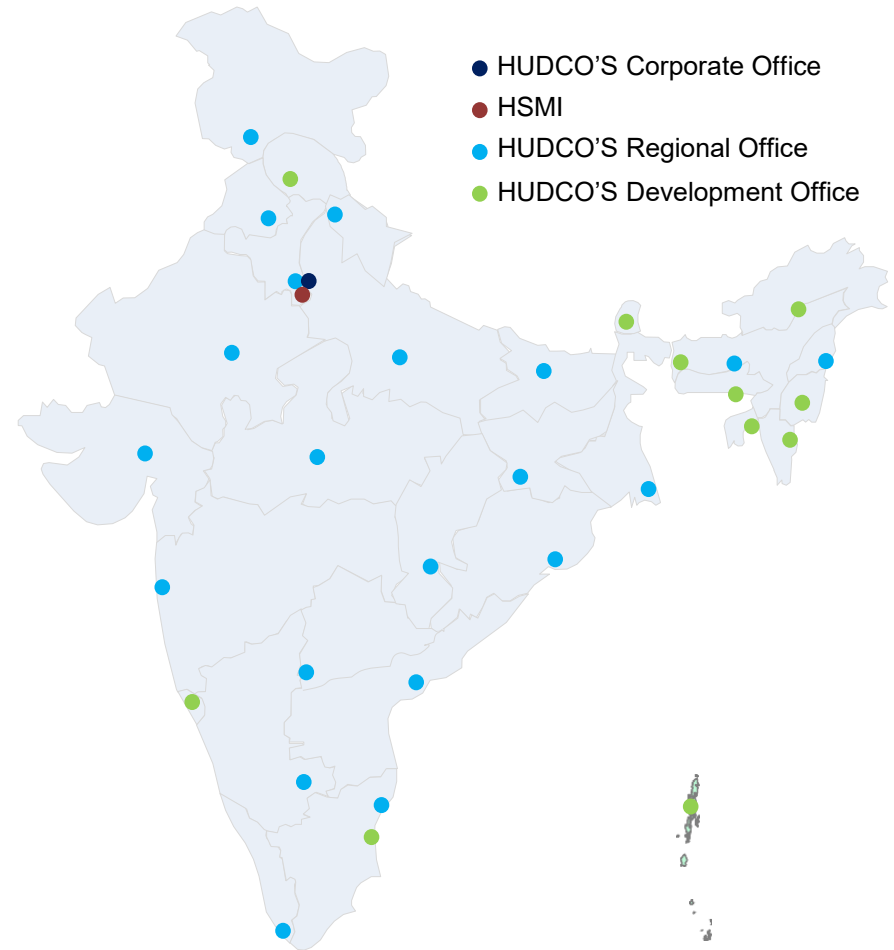 HUDCO'S Corporate Office
HSMI
HUDCO'S Regional Office
HUDCO'S Development Office